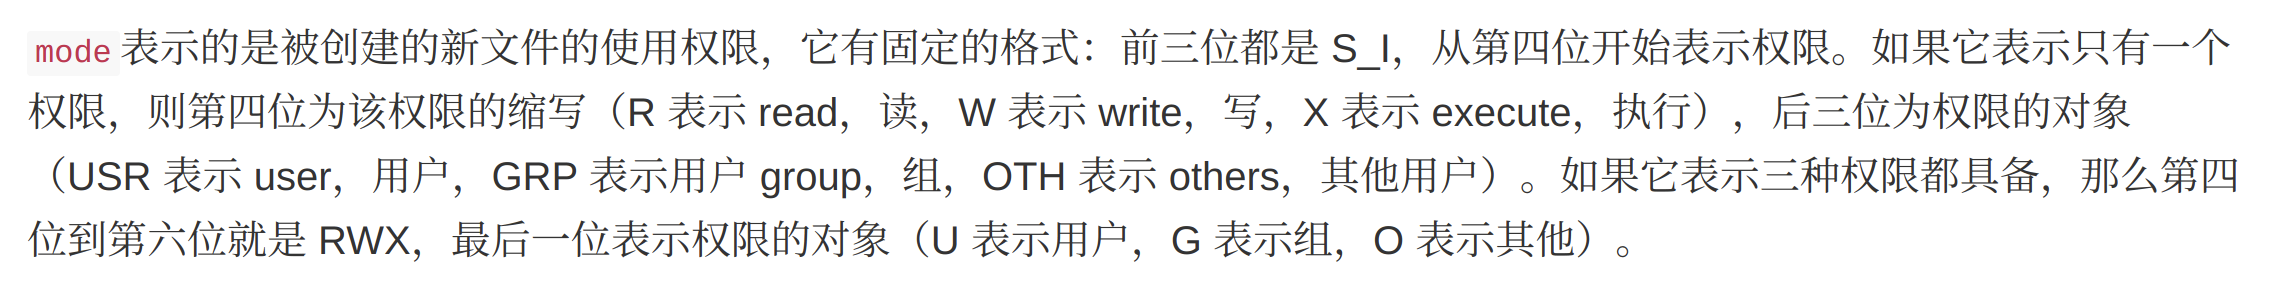 mode表示的是被创建的新文件的使用权限，它有固定的格式：前三位都是 S_I，从第四位开始表示权限。如果它表示只有一个
权限，则第四位为该权限的缩写（R 表示 read，读，W 表示 write，写，X 表示 execute，执行），后三位为权限的对象
（USR 表示 user，用户，GRP 表示用户 group，组，OTH 表示 others，其他用户）。如果它表示三种权限都具备，那么第四
位到第六位就是 RWX，最后一位表示权限的对象（U 表示用户，G 表示组，O 表示其他）。